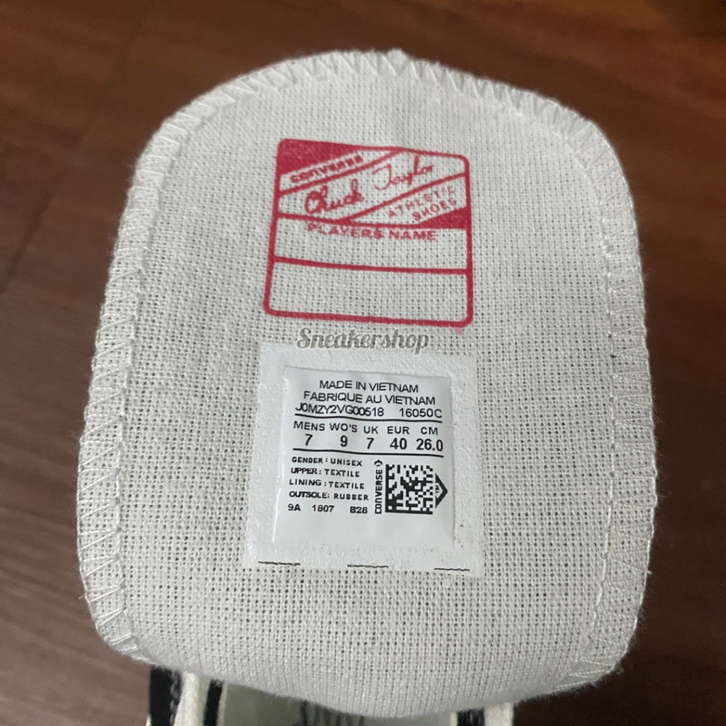 CONVERSE
Chuck Taylor
ATHLETIC
SHOES
PLAYERS NAME
Sneakershop
MADE IN VIETNAM
FABRIQUE AU VIETNAM
J0MZY2VG00518 16050C
MENS WO'S UK EUR CM
7 9 7 40 26.0
GENDER: UNISEX
UPPER: TEXTILE
LINING: TEXTILE
OUTSOLE: RUBBER
9A 1807 B28
CONVERSE